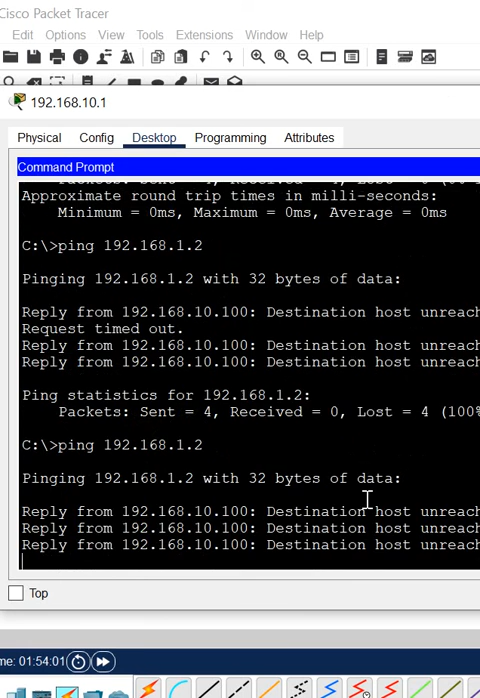 Cisco Packet Tracer
Edit Options View Tools Extensions Window Help
192.168.10.1
Physical Config Desktop Programming Attributes
Command Prompt
Approximate round trip times in milli-seconds:
Minimum = 0ms, Maximum = 0ms, Average = 0ms
C:\>ping 192.168.1.2
Pinging 192.168.1.2 with 32 bytes of data:
Reply from 192.168.10.100: Destination host unreach
Request timed out.
Reply from 192.168.10.100: Destination host unreach
Reply from 192.168.10.100: Destination host unreach
Ping statistics for 192.168.1.2:
Packets: Sent = 4, Received = 0, Lost = 4 (100%
C:\>ping 192.168.1.2
Pinging 192.168.1.2 with 32 bytes of data:
Reply from 192.168.10.100: Destination host unreach
Reply from 192.168.10.100: Destination host unreach
Reply from 192.168.10.100: Destination host unreach
Top
me: 01:54:01